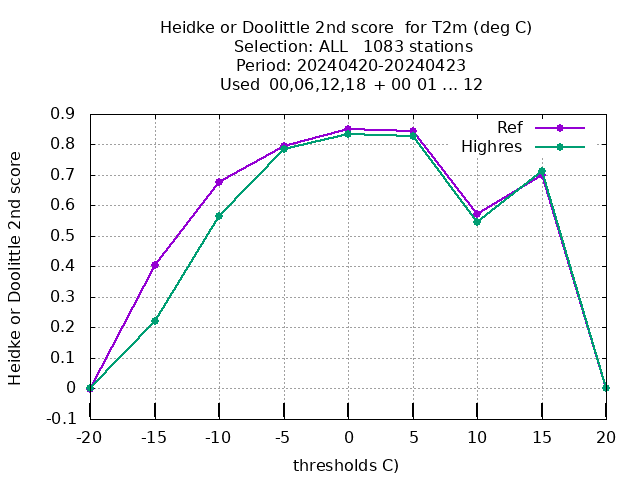 Heidke or Doolittle 2nd score  for T2m (deg C)
Selection: ALL   1083 stations
Period: 20240420-20240423
Used  00,06,12,18  + 00 01 ... 12
Ref
Highres
Heidke or Doolittle 2nd score
0.9
0.8
0.7
0.6
0.5
0.4
0.3
0.2
0.1
0
-0.1
-20 -15 -10 -5 0 5 10 15 20
thresholds C)